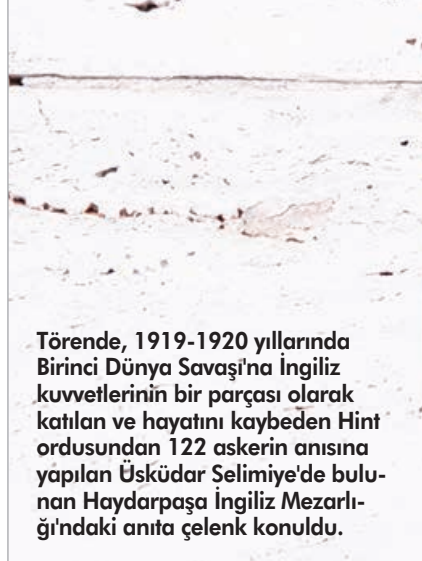 Törende, 1919-1920 yıllarında
Birinci Dünya Savaşı'na İngiliz
kuvvetlerinin bir parçası olarak
katılan ve hayatını kaybeden Hint
ordusundan 122 askerin anısına
yapılan Üsküdar Selimiye'de bulu-
nan Haydarpaşa İngiliz Mezarlı-
ğı'ndaki anıta çelenk konuldu.